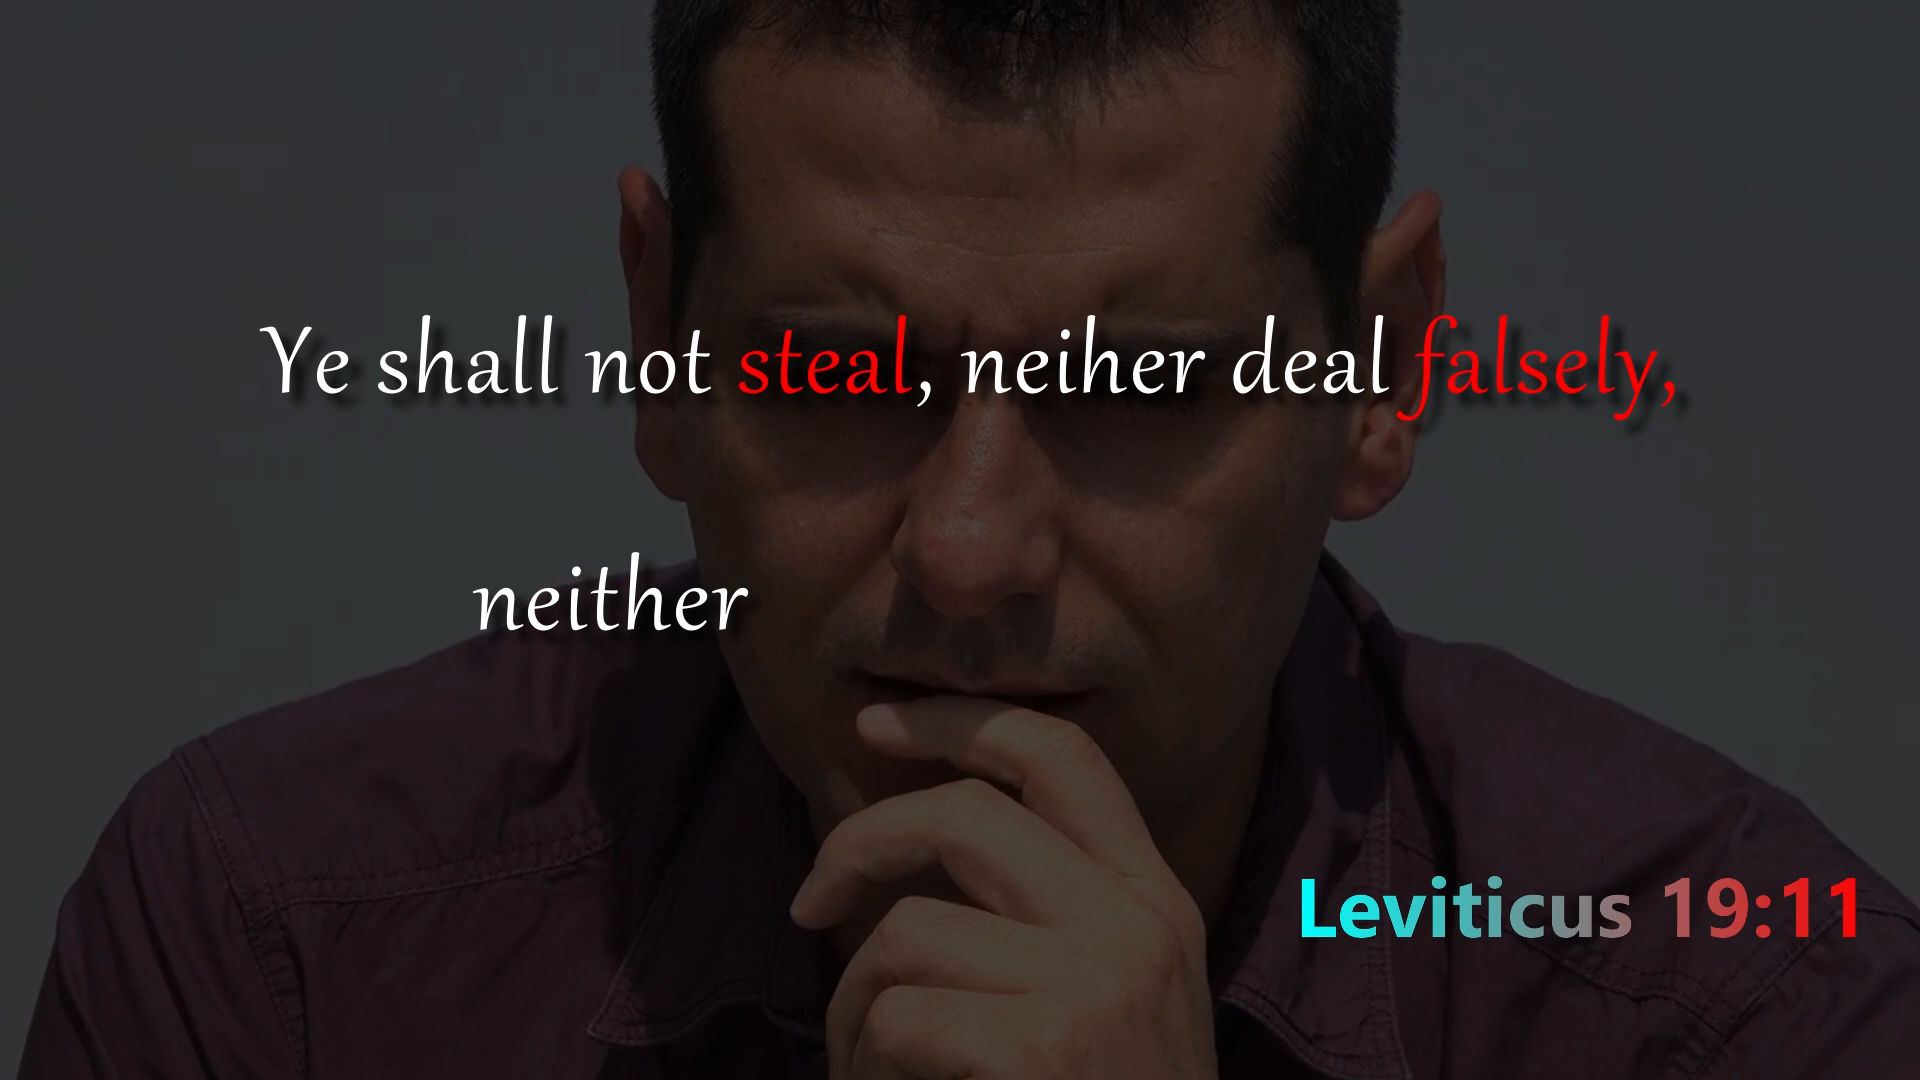 Ye shall not steal, neiher deal falsely,
neither
Leviticus 19:11